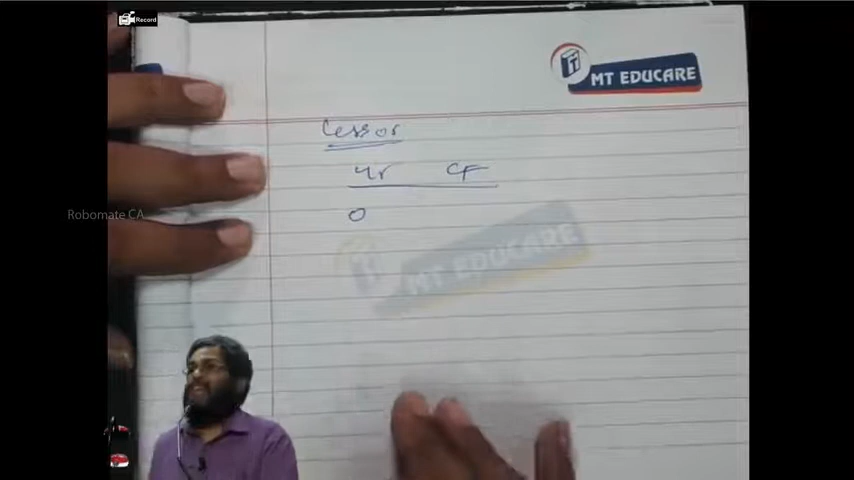 Record
MT EDUCARE
Lessor
Yr CF
Robomate CA
0
MT EDUCARE